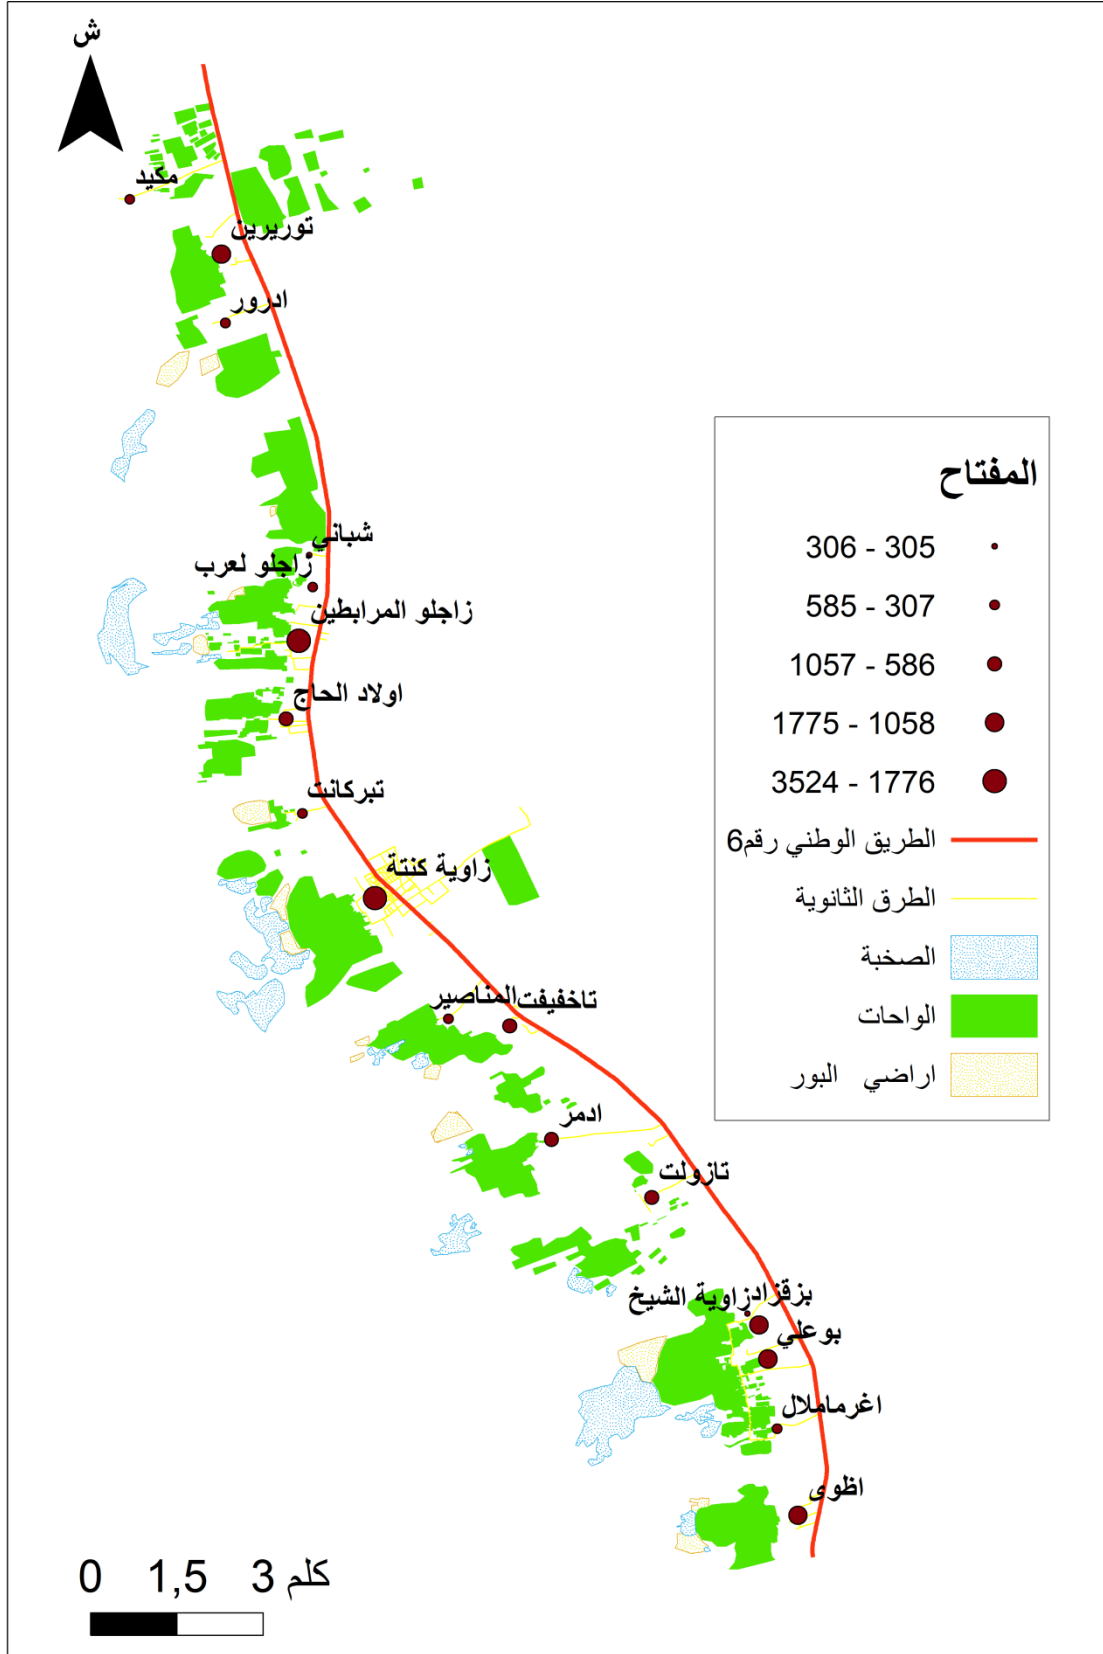 ش
مكيد
توريرين
ادرور
شباني
زاجلو لعرب
زاجلو المرابطين
اولاد الحاج
تبركانت
زاوية كنتة
تاخفيفت
المناصير
ادمر
تازولت
بزقزاد
زاوية الشيخ
بوعلي
اغرماملال
اظوى
المفتاح
306 - 305
585 - 307
1057 - 586
1775 - 1058
3524 - 1776
الطريق الوطني رقم6
الطرق الثانوية
الصخبة
الواحات
اراضي البور
0 1,5 3 كلم